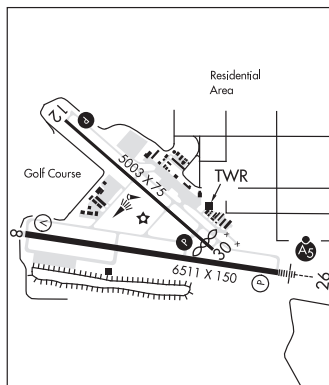 Residential
Area
12
P
5003 X 75
Golf Course
TWR
V
8
P
30
A5
6511 X 150
P
26